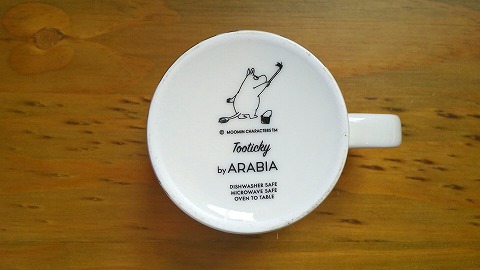 © MOOMIN CHARACTERS TM
Tooticky
by ARABIA
DISHWASHER SAFE
MICROWAVE SAFE
OVEN TO TABLE